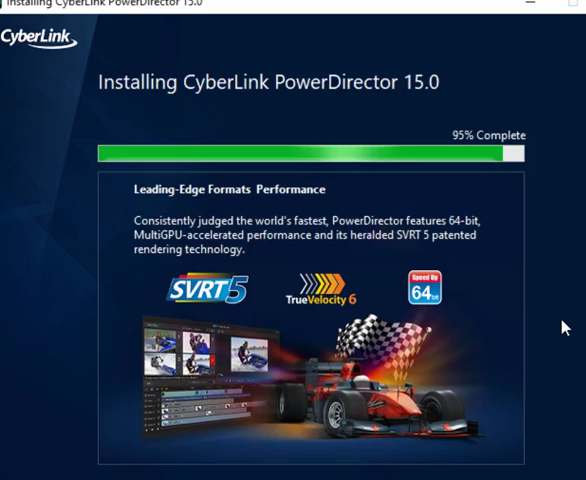 Installing CyberLink PowerDirector 15.0
CyberLink
Installing CyberLink PowerDirector 15.0
95% Complete
Leading-Edge Formats Performance
Consistently judged the world's fastest, PowerDirector features 64-bit,
MultiGPU-accelerated performance and its heralded SVRT 5 patented
rendering technology.
SVRT5
TrueVelocity 6
Speed Up
64bit